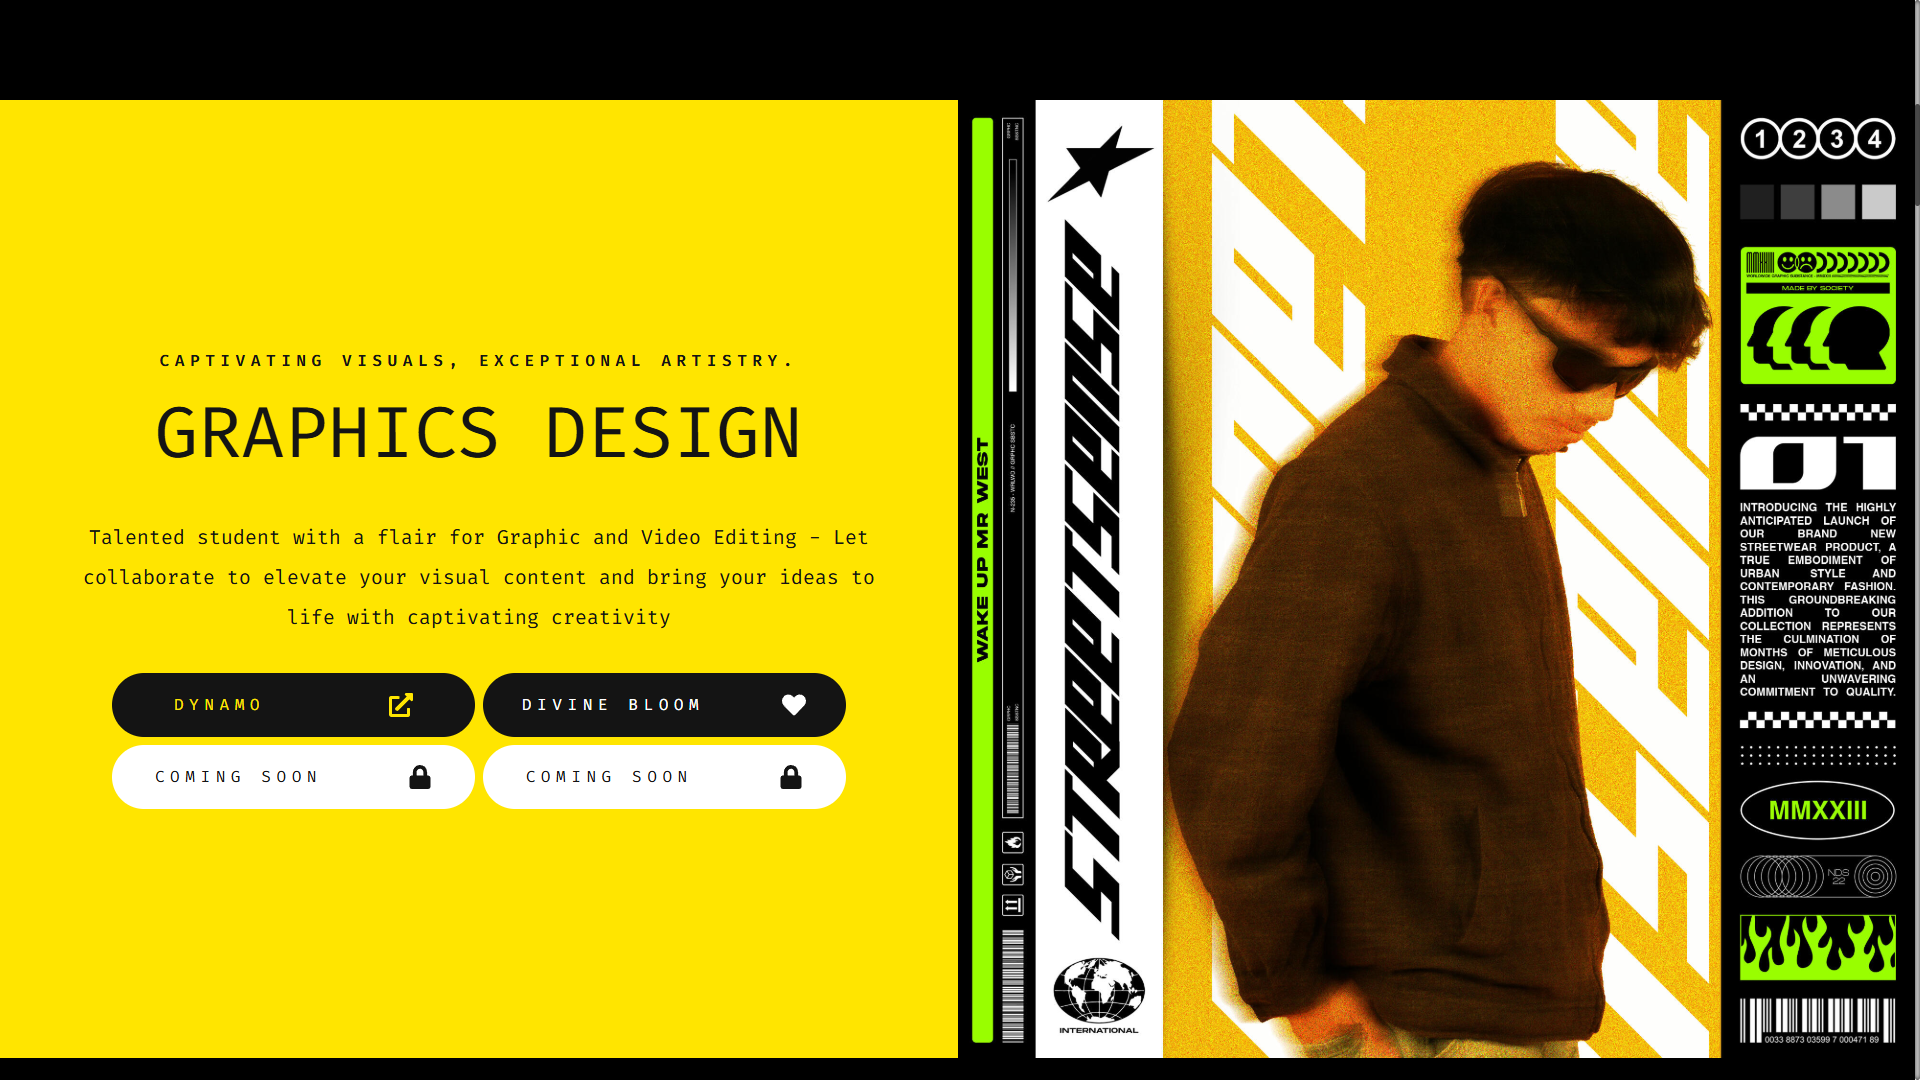 CAPTIVATING VISUALS, EXCEPTIONAL ARTISTRY.
GRAPHICS DESIGN
Talented student with a flair for Graphic and Video Editing – Let
collaborate to elevate your visual content and bring your ideas to
life with captivating creativity
DYNAMO
DIVINE BLOOM
COMING SOON
COMING SOON
WAKE UP MR WEST
STREETSENSE
INTERNATIONAL
1 2 3 4
MADE BY SOCIETY
01
INTRODUCING THE HIGHLY
ANTICIPATED LAUNCH OF
OUR BRAND NEW
STREETWEAR PRODUCT, A
TRUE EMBODIMENT OF
URBAN STYLE AND
CONTEMPORARY FASHION.
THIS GROUNDBREAKING
ADDITION TO OUR
COLLECTION REPRESENTS
THE CULMINATION OF
MONTHS OF METICULOUS
DESIGN, INNOVATION, AND
AN UNWAVERING
COMMITMENT TO QUALITY.
MMXXIII
NDS
22
0033 8873 03599 7 000471 89